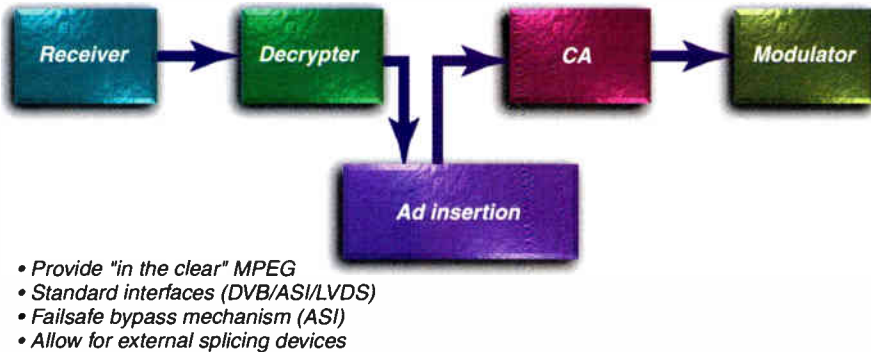 Receiver
Decrypter
CA
Modulator
Ad insertion
• Provide "in the clear" MPEG
• Standard interfaces (DVB/ASI/LVDS)
• Failsafe bypass mechanism (ASI)
• Allow for external splicing devices